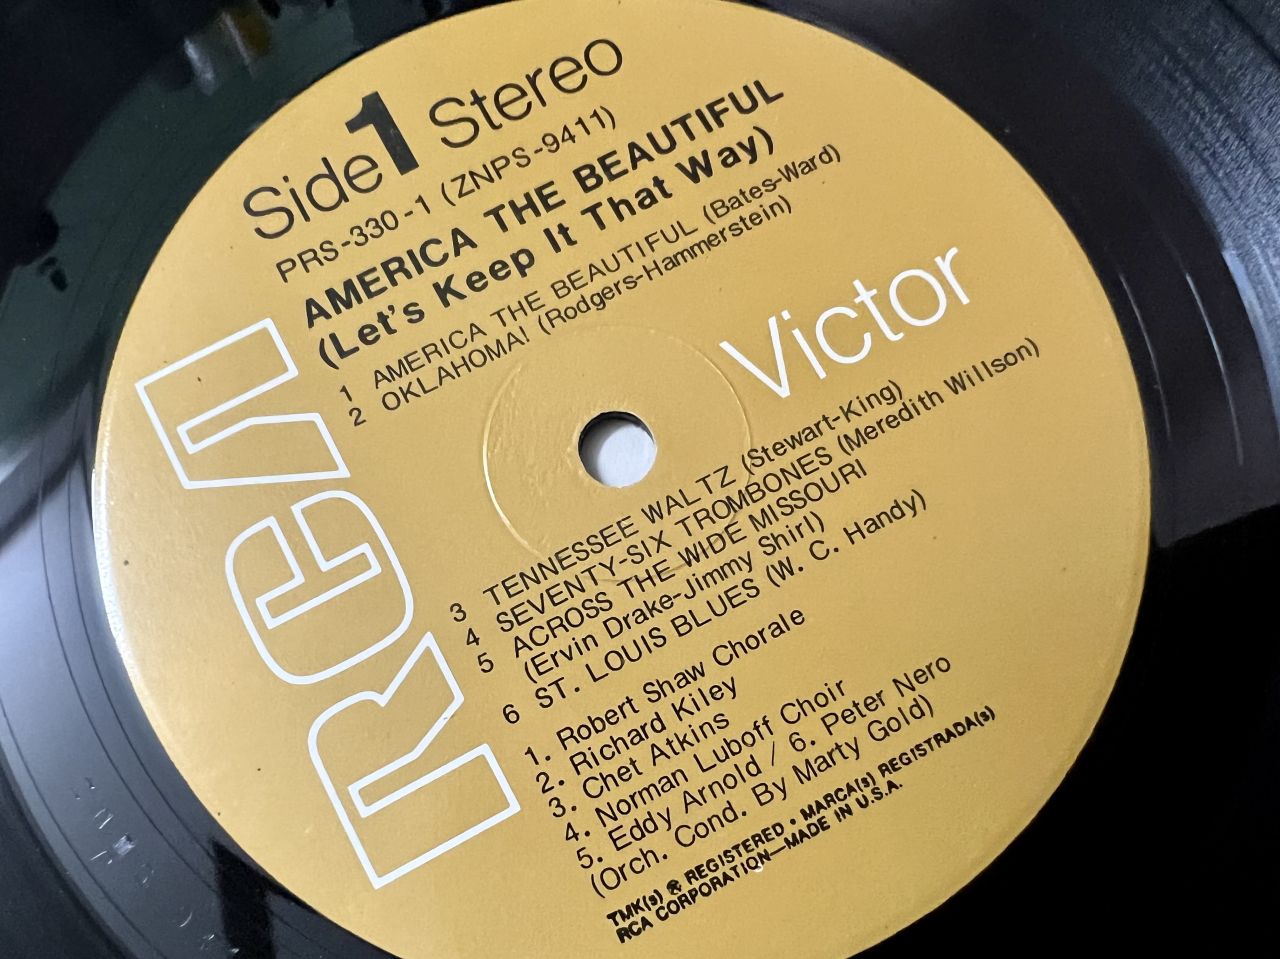 Side 1 Stereo
PRS-330-1 (ZNPS-9411)
AMERICA THE BEAUTIFUL
(Let's Keep It That Way)
1 AMERICA THE BEAUTIFUL (Bates-Ward)
2 OKLAHOMA! (Rodgers-Hammerstein)
RCA
Victor
3 TENNESSEE WALTZ (Stewart-King)
4 SEVENTY-SIX TROMBONES (Meredith Willson)
5 ACROSS THE WIDE MISSOURI
(Ervin Drake-Jimmy Shirl)
6 ST. LOUIS BLUES (W. C. Handy)
1. Robert Shaw Chorale
2. Richard Kiley
3. Chet Atkins
4. Norman Luboff Choir
5. Eddy Arnold / 6. Peter Nero
(Orch. Cond. By Marty Gold)
TMK(s) ® REGISTERED • MARCA(s) REGISTRADA(s)
RCA CORPORATION—MADE IN U.S.A.